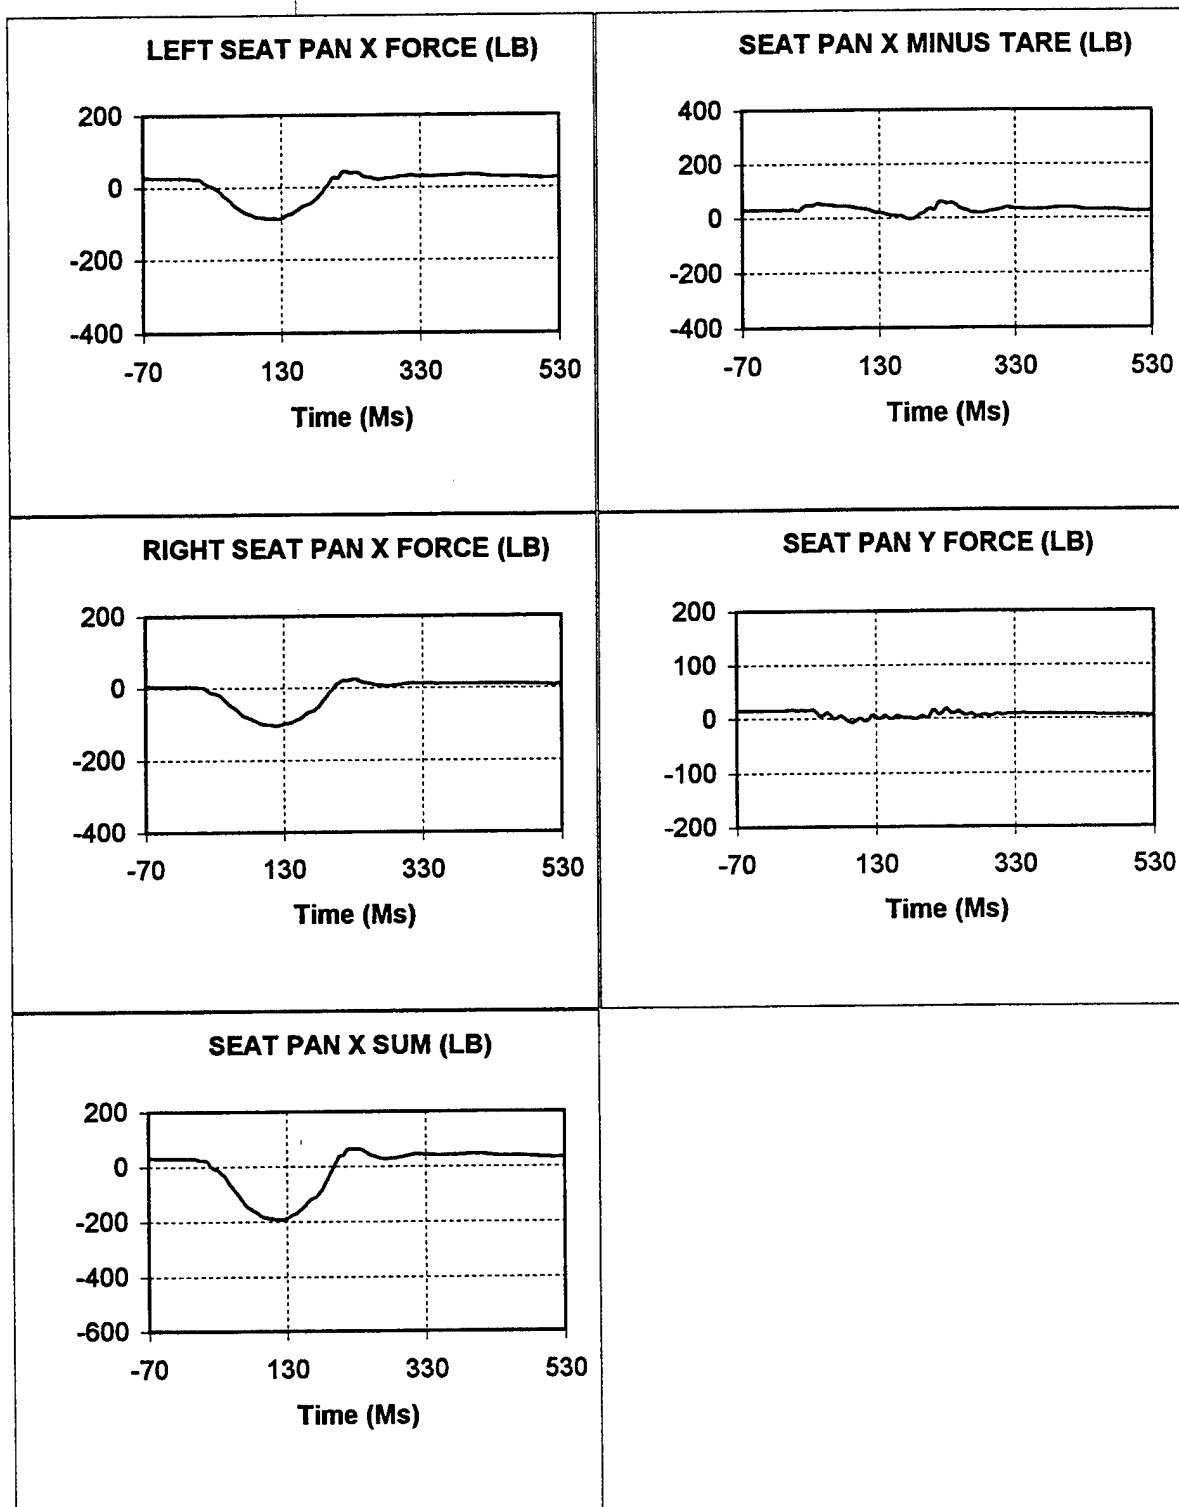 LEFT SEAT PAN X FORCE (LB)
200
0
-200
-400
-70 130 330 530
Time (Ms)
SEAT PAN X MINUS TARE (LB)
400
200
0
-200
-400
-70 130 330 530
Time (Ms)
RIGHT SEAT PAN X FORCE (LB)
200
0
-200
-400
-70 130 330 530
Time (Ms)
SEAT PAN Y FORCE (LB)
200
100
0
-100
-200
-70 130 330 530
Time (Ms)
SEAT PAN X SUM (LB)
200
0
-200
-400
-600
-70 130 330 530
Time (Ms)